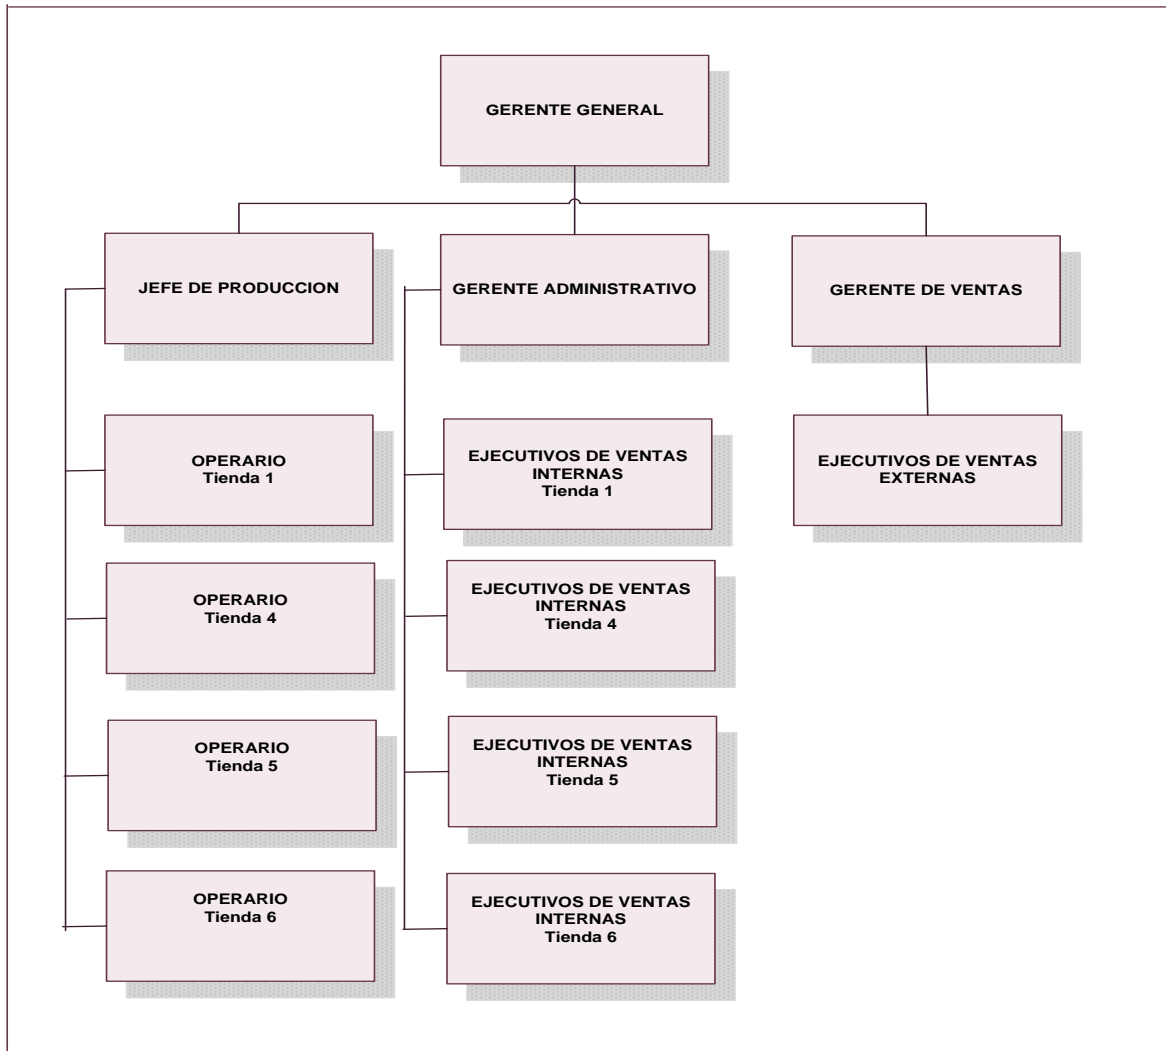 GERENTE GENERAL
JEFE DE PRODUCCION
GERENTE ADMINISTRATIVO
GERENTE DE VENTAS
OPERARIO
Tienda 1
EJECUTIVOS DE VENTAS
INTERNAS
Tienda 1
EJECUTIVOS DE VENTAS
EXTERNAS
OPERARIO
Tienda 4
EJECUTIVOS DE VENTAS
INTERNAS
Tienda 4
OPERARIO
Tienda 5
EJECUTIVOS DE VENTAS
INTERNAS
Tienda 5
OPERARIO
Tienda 6
EJECUTIVOS DE VENTAS
INTERNAS
Tienda 6